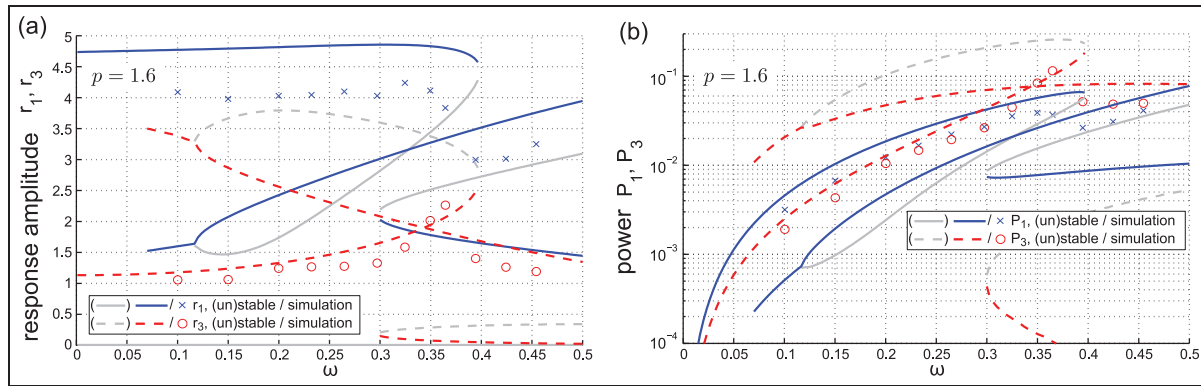 (a)
response amplitude r₁, r₃
5
4.5
4
3.5
3
2.5
2
1.5
1
0.5
0
p = 1.6
( ) / × r₁, (un)stable / simulation
( ) / ○ r₃, (un)stable / simulation
0 0.05 0.1 0.15 0.2 0.25 0.3 0.35 0.4 0.45 0.5
ω
(b)
power P₁, P₃
10⁻¹
10⁻²
10⁻³
10⁻⁴
p = 1.6
( ) / × P₁, (un)stable / simulation
( ) / ○ P₃, (un)stable / simulation
0 0.05 0.1 0.15 0.2 0.25 0.3 0.35 0.4 0.45 0.5
ω